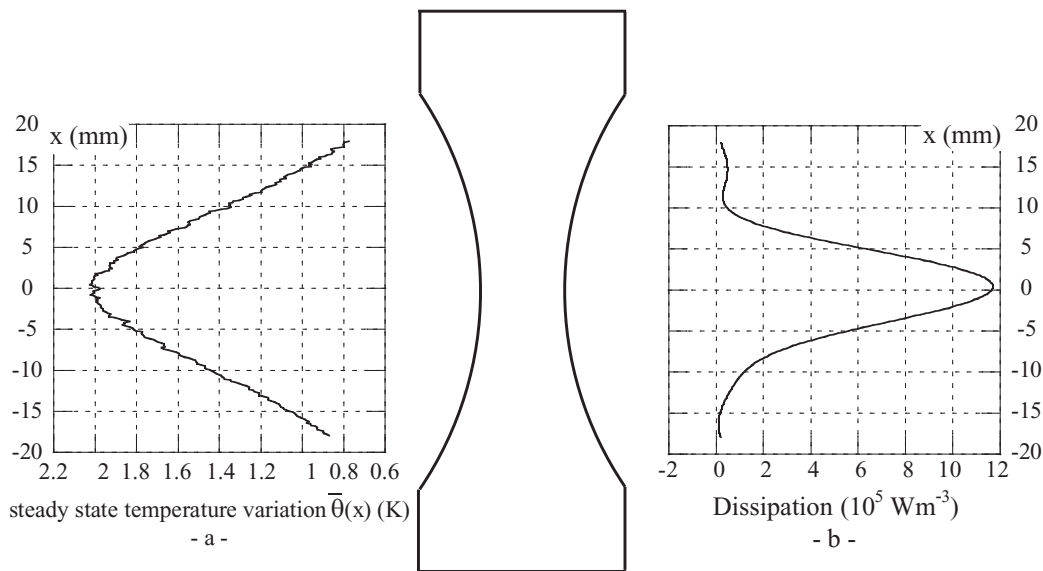 x (mm)
20
15
10
5
0
-5
-10
-15
-20
2.2 2 1.8 1.6 1.4 1.2 1 0.8 0.6
steady state temperature variation θ̅(x) (K)
- a -
x (mm)
20
15
10
5
0
-5
-10
-15
-20
-2 0 2 4 6 8 10 12
Dissipation (10⁵ Wm⁻³)
- b -